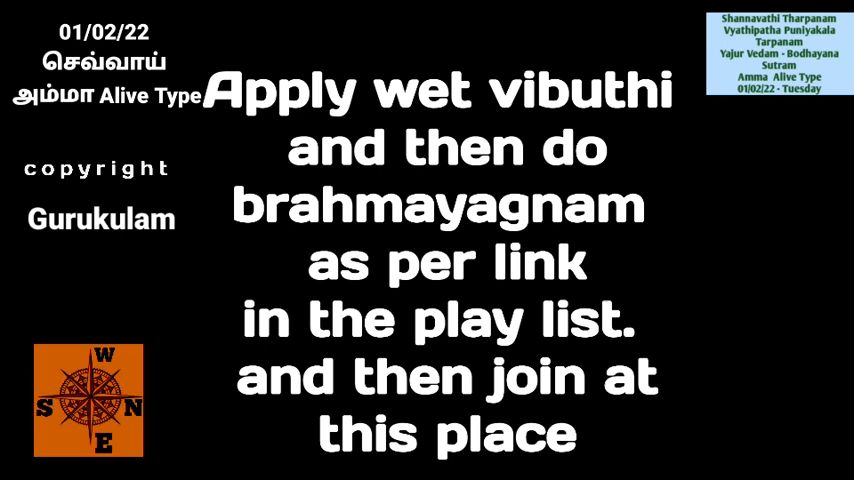 01/02/22
செவ்வாய்
அம்மா Alive Type
copyright
Gurukulam
Apply wet vibuthi
and then do
brahmayagnam
as per link
in the play list.
and then join at
this place
Shannavathi Tharpanam
Vyathipatha Puniyakala
Tarpanam
Yajur Vedam - Bodhayana
Sutram
Amma Alive Type
01/02/22 - Tuesday
W
S N
E